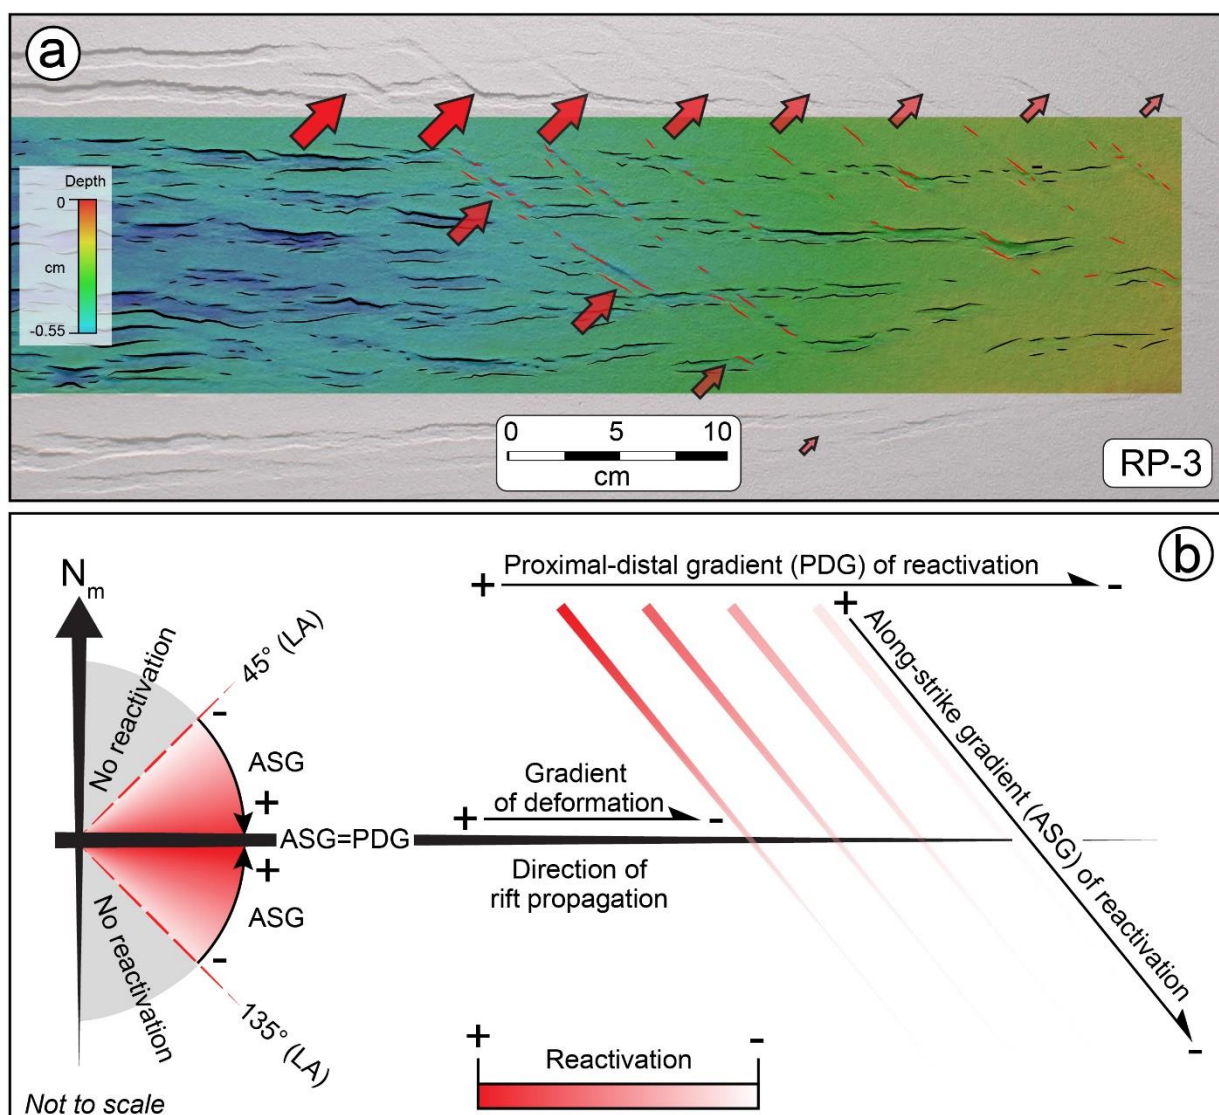 a
Depth
0
cm
-0.55
0 5 10
cm
RP-3
b
N m
No reactivation
45° (LA)
-
ASG
+
ASG=PDG
+
ASG
-
No reactivation
135° (LA)
Not to scale
Proximal-distal gradient (PDG) of reactivation
+
-
+
Along-strike gradient (ASG) of reactivation
-
Gradient
of deformation
+
-
Direction of
rift propagation
+
-
Reactivation